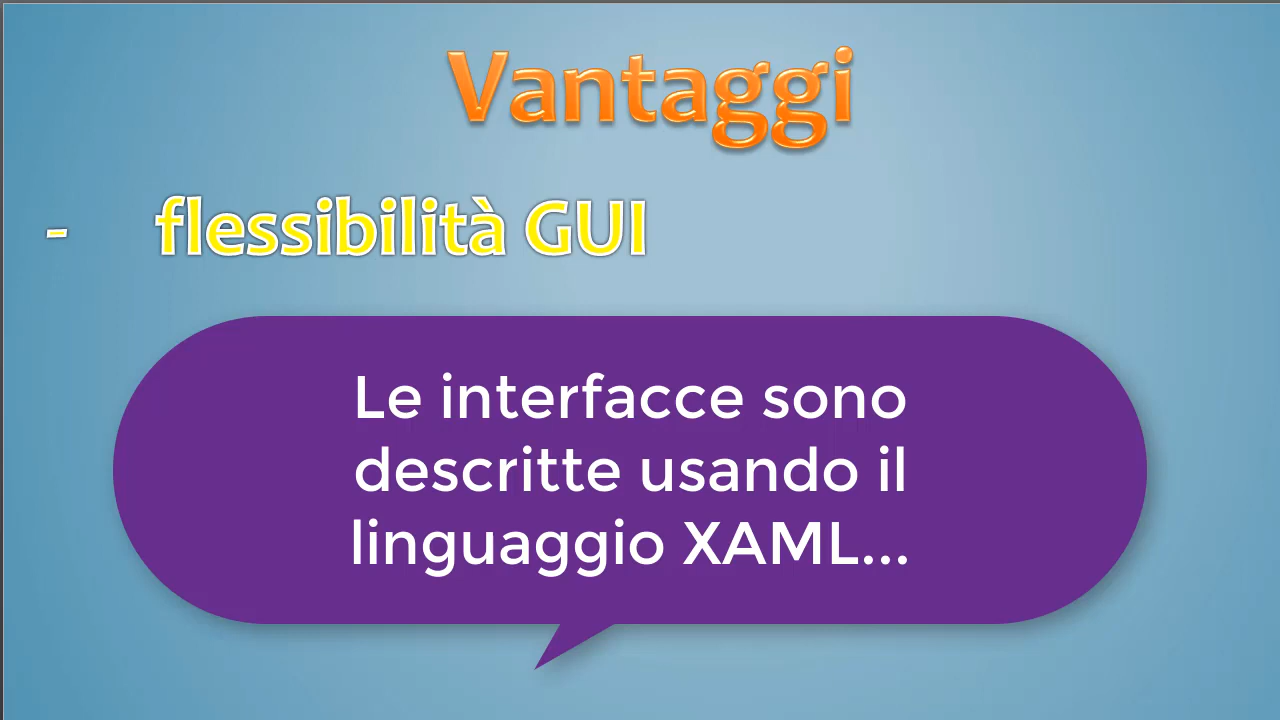 Vantaggi
- flessibilità GUI
Le interfacce sono
descritte usando il
linguaggio XAML...